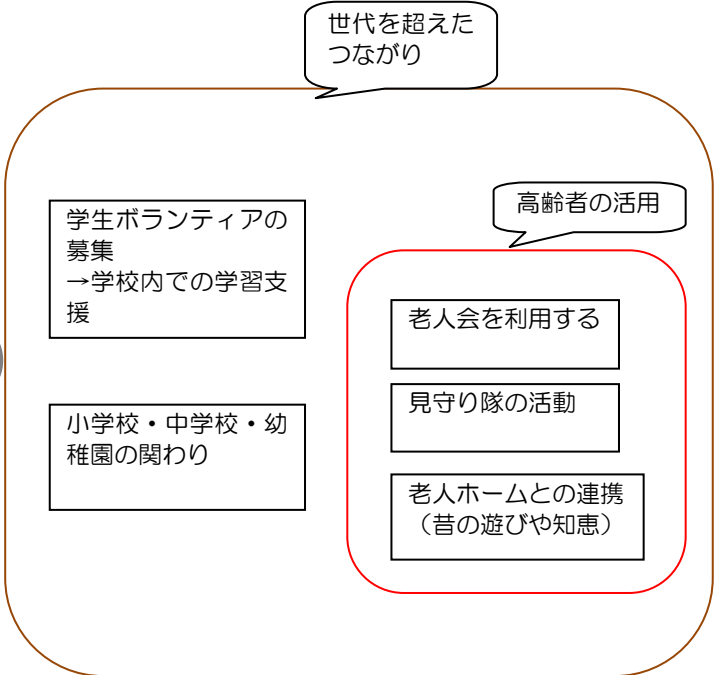 世代を超えた
つながり
学生ボランティアの
募集
→学校内での学習支
援
小学校・中学校・幼
稚園の関わり
高齢者の活用
老人会を利用する
見守り隊の活動
老人ホームとの連携
（昔の遊びや知恵）